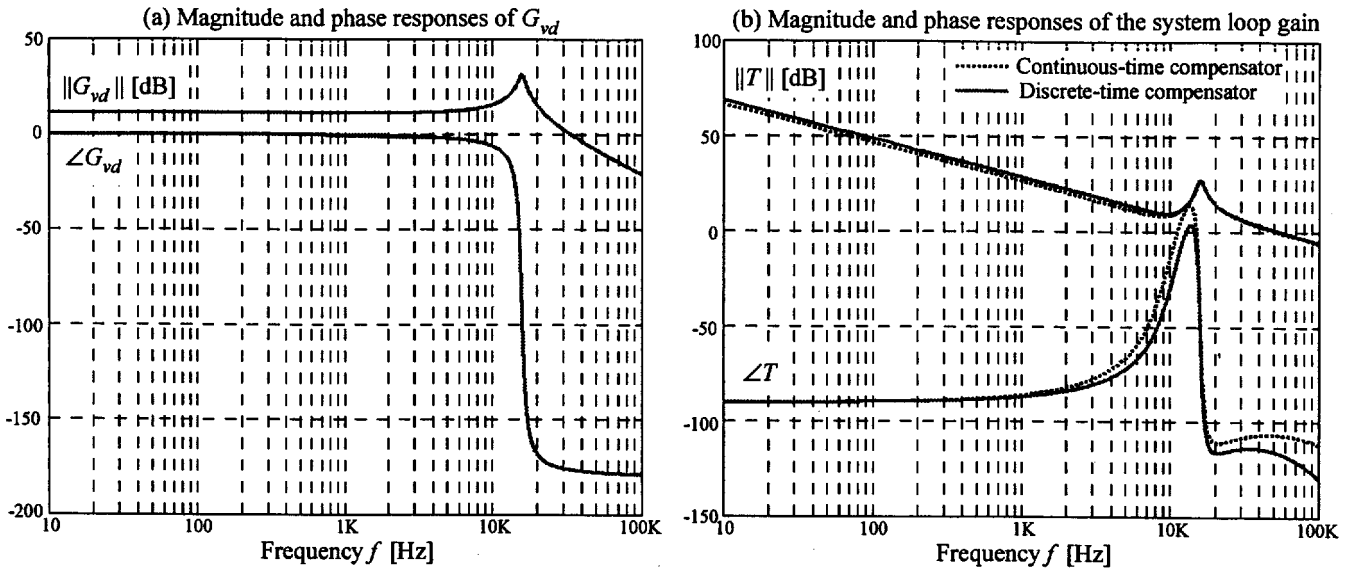 (a) Magnitude and phase responses of G_vd
(b) Magnitude and phase responses of the system loop gain
50
0
-50
-100
-150
-200
||G_vd|| [dB]
∠G_vd
10
100
1K
10K
100K
Frequency f [Hz]
100
50
0
-50
-100
-150
||T|| [dB]
Continuous-time compensator
Discrete-time compensator
∠T
10
100
1K
10K
100K
Frequency f [Hz]